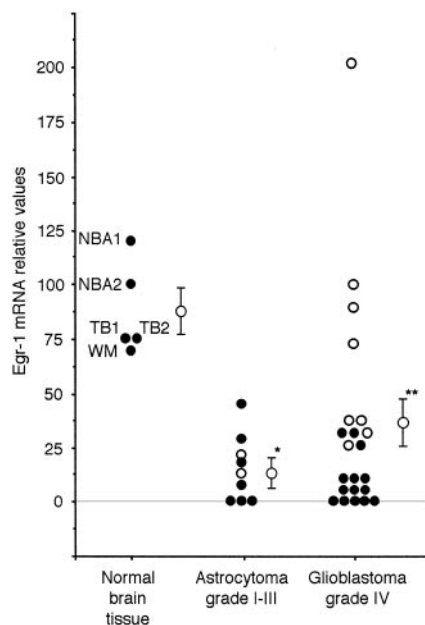 200
175
150
125
100
75
50
25
0
Egr-1 mRNA relative values
NBA1
NBA2
TB1 TB2
WM
*
**
Normal
brain
tissue
Astrocytoma
grade I-III
Glioblastoma
grade IV